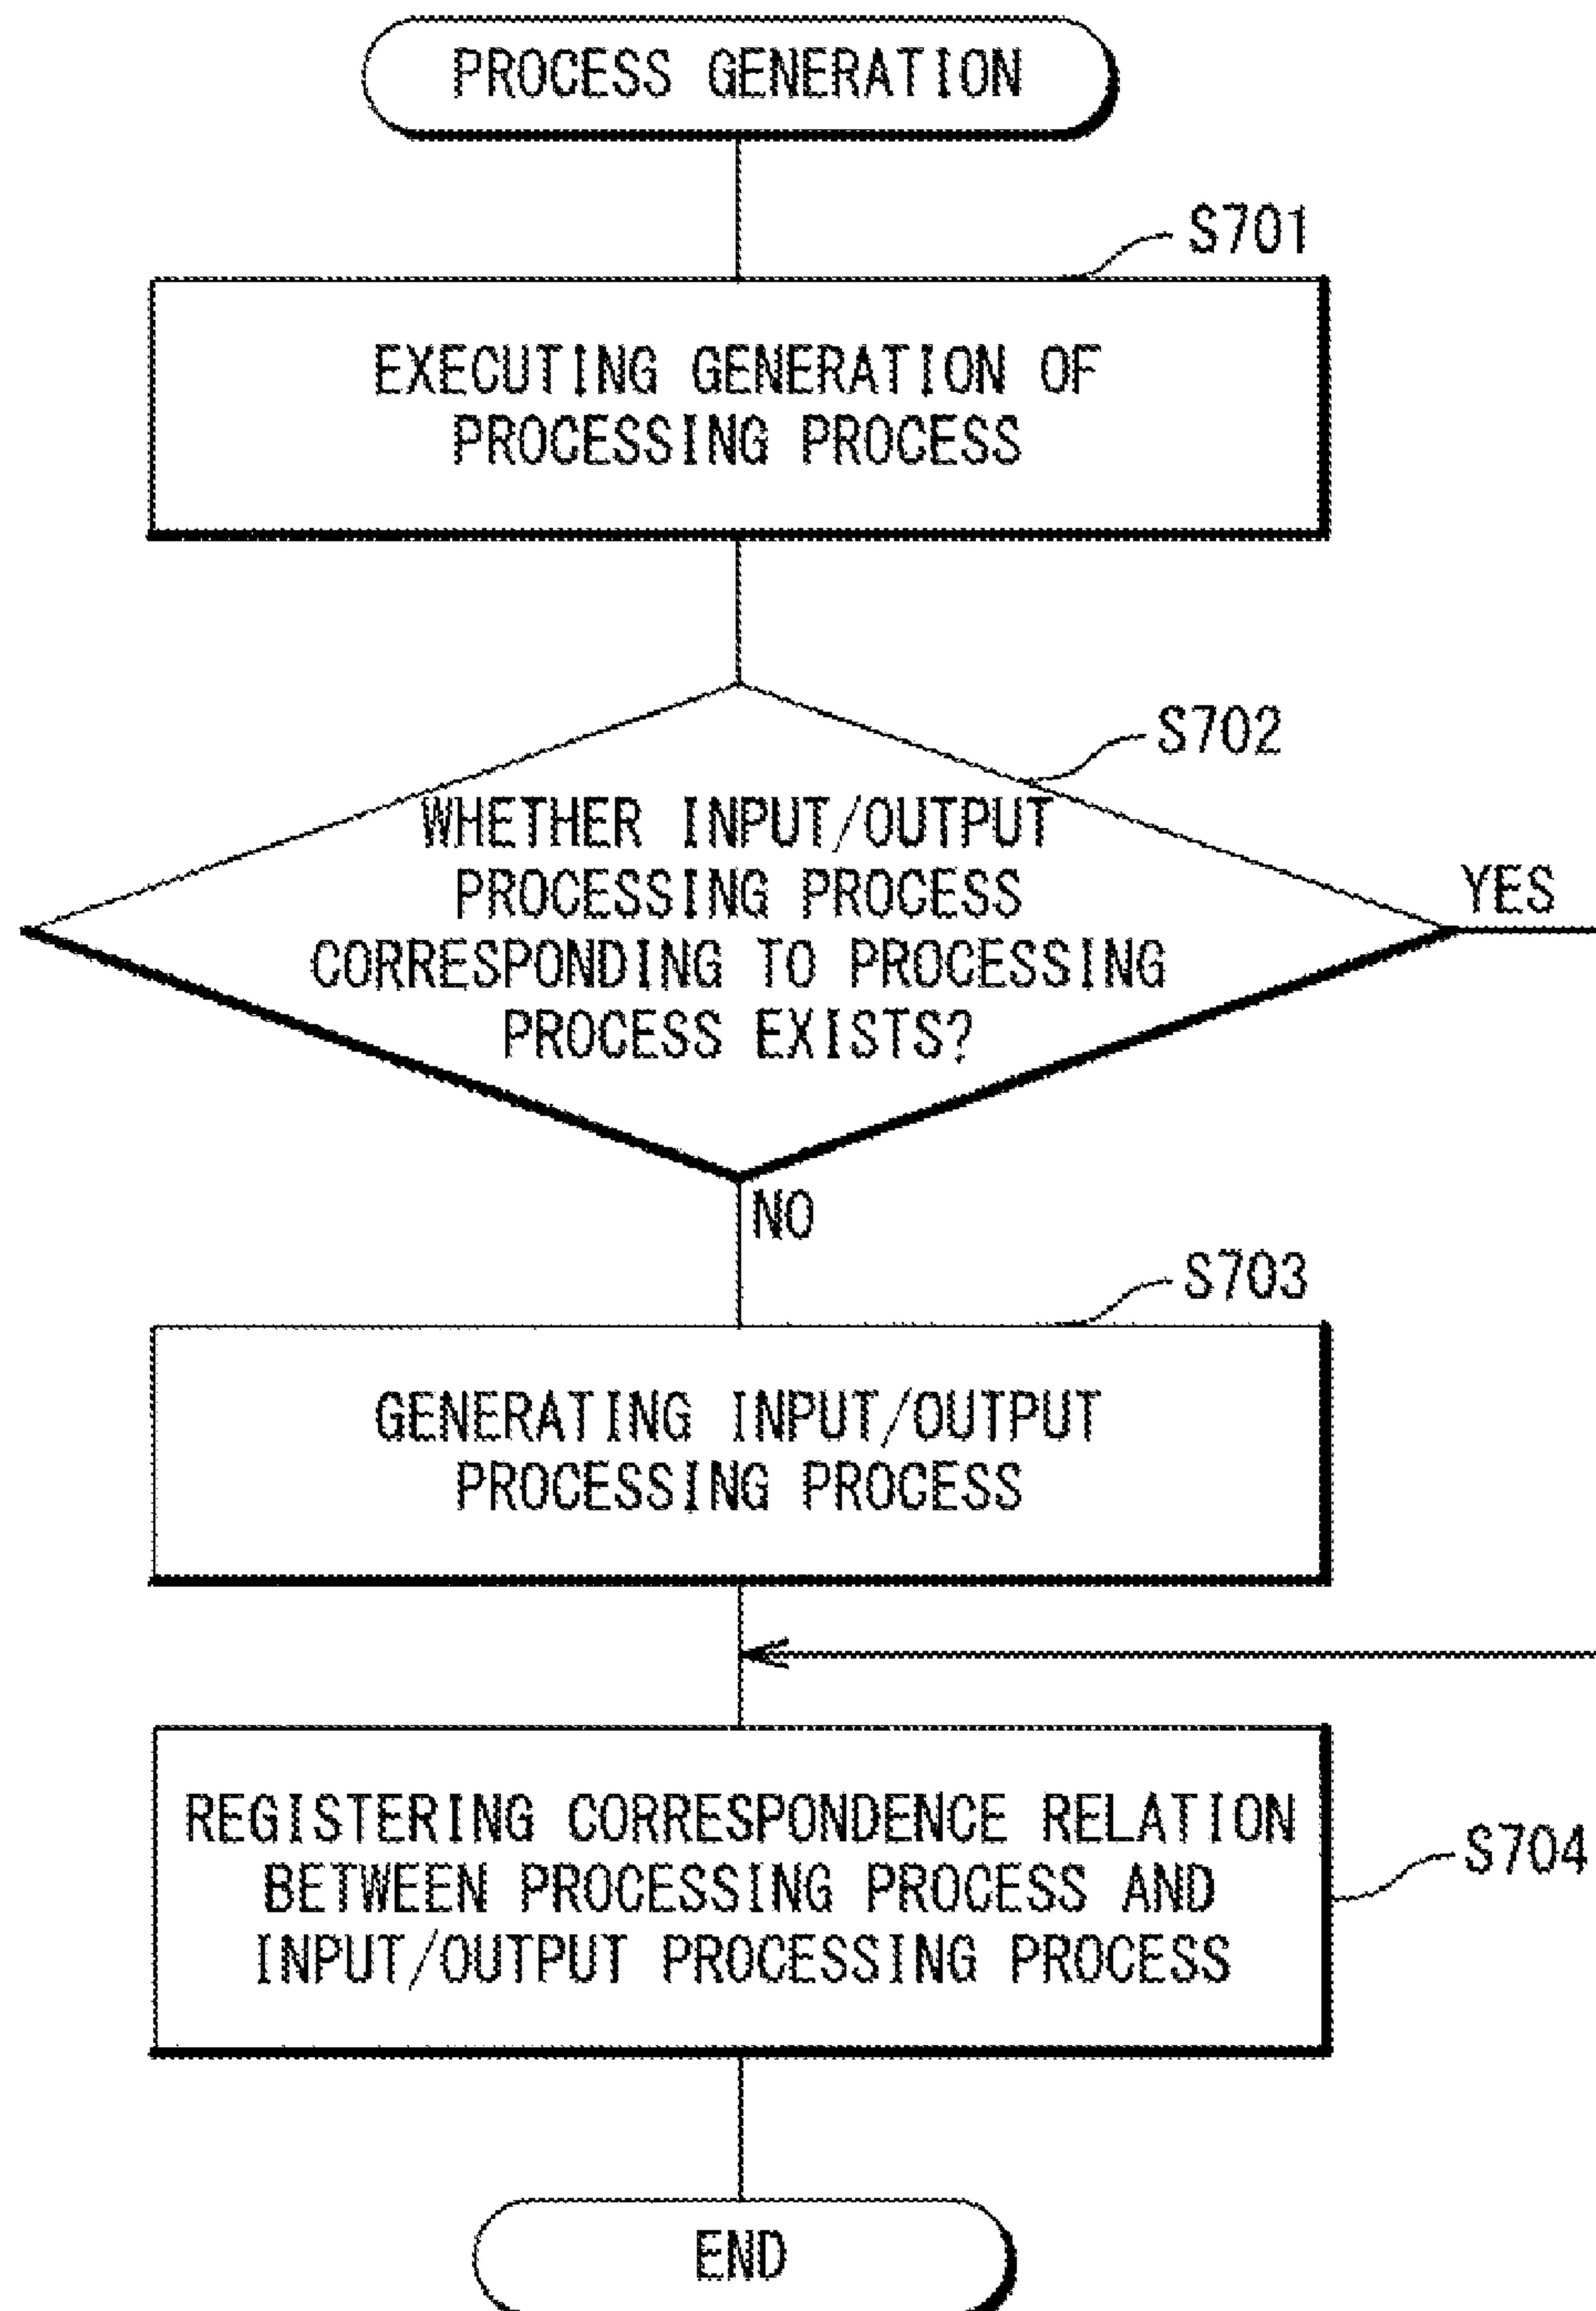 PROCESS GENERATION
S701
EXECUTING GENERATION OF
PROCESSING PROCESS
S702
WHETHER INPUT/OUTPUT
PROCESSING PROCESS
CORRESPONDING TO PROCESSING
PROCESS EXISTS?
YES
NO
S703
GENERATING INPUT/OUTPUT
PROCESSING PROCESS
REGISTERING CORRESPONDENCE RELATION
BETWEEN PROCESSING PROCESS AND
INPUT/OUTPUT PROCESSING PROCESS
S704
END